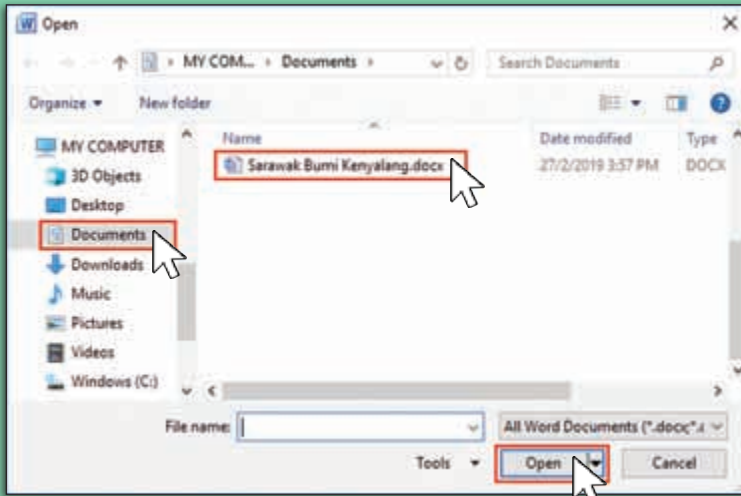 Open
MY COM... › Documents ›
Search Documents
Organize
New folder
Name
Date modified
Type
MY COMPUTER
3D Objects
Desktop
Documents
Downloads
Music
Pictures
Videos
Windows (C:)
Sarawak Bumi Kenyalang.docx
27/2/2019 3:57 PM
DOCX
File name:
All Word Documents (*.docx;*.
Tools
Open
Cancel